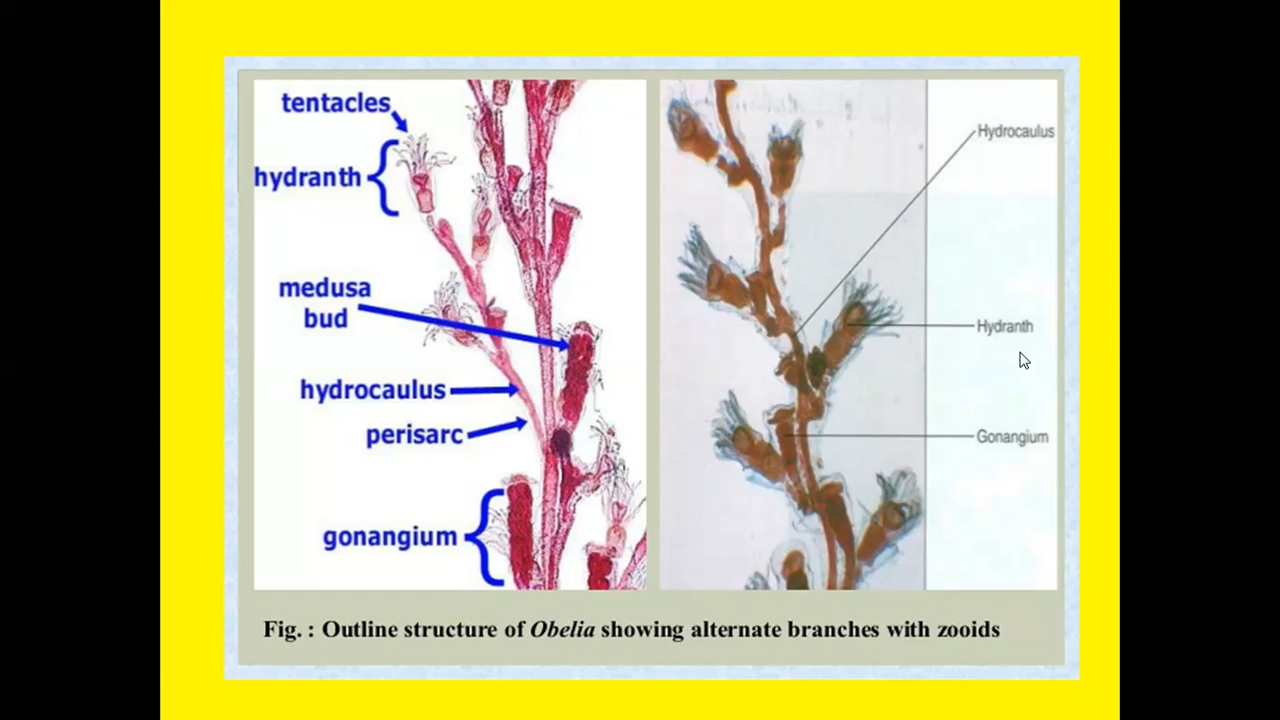 tentacles
hydranth
medusa
bud
hydrocaulus
perisarc
gonangium
Hydrocaulus
Hydranth
Gonangium
Fig. : Outline structure of Obelia showing alternate branches with zooids